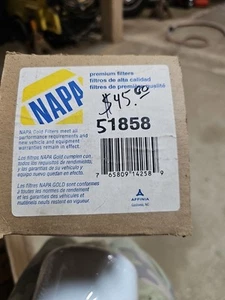 NAPA
premium filters
filtros de alta calidad
filtres de première qualité
$45.00
51858
NAPA Gold Filters meet all
performance requirements and
new vehicle and equipment
warranties remain in effect.
Los filtros NAPA Gold cumplen con
todos los requisitos de rendimiento
y las garantías de su vehículo y
equipo nuevo quedan en efecto.
Les filtres NAPA GOLD sont conformes
à toutes les normes de rendement
et les garanties des véhicules et
matériels neufs restent en vigueur!
7 65809 14258 9
AFFINIA